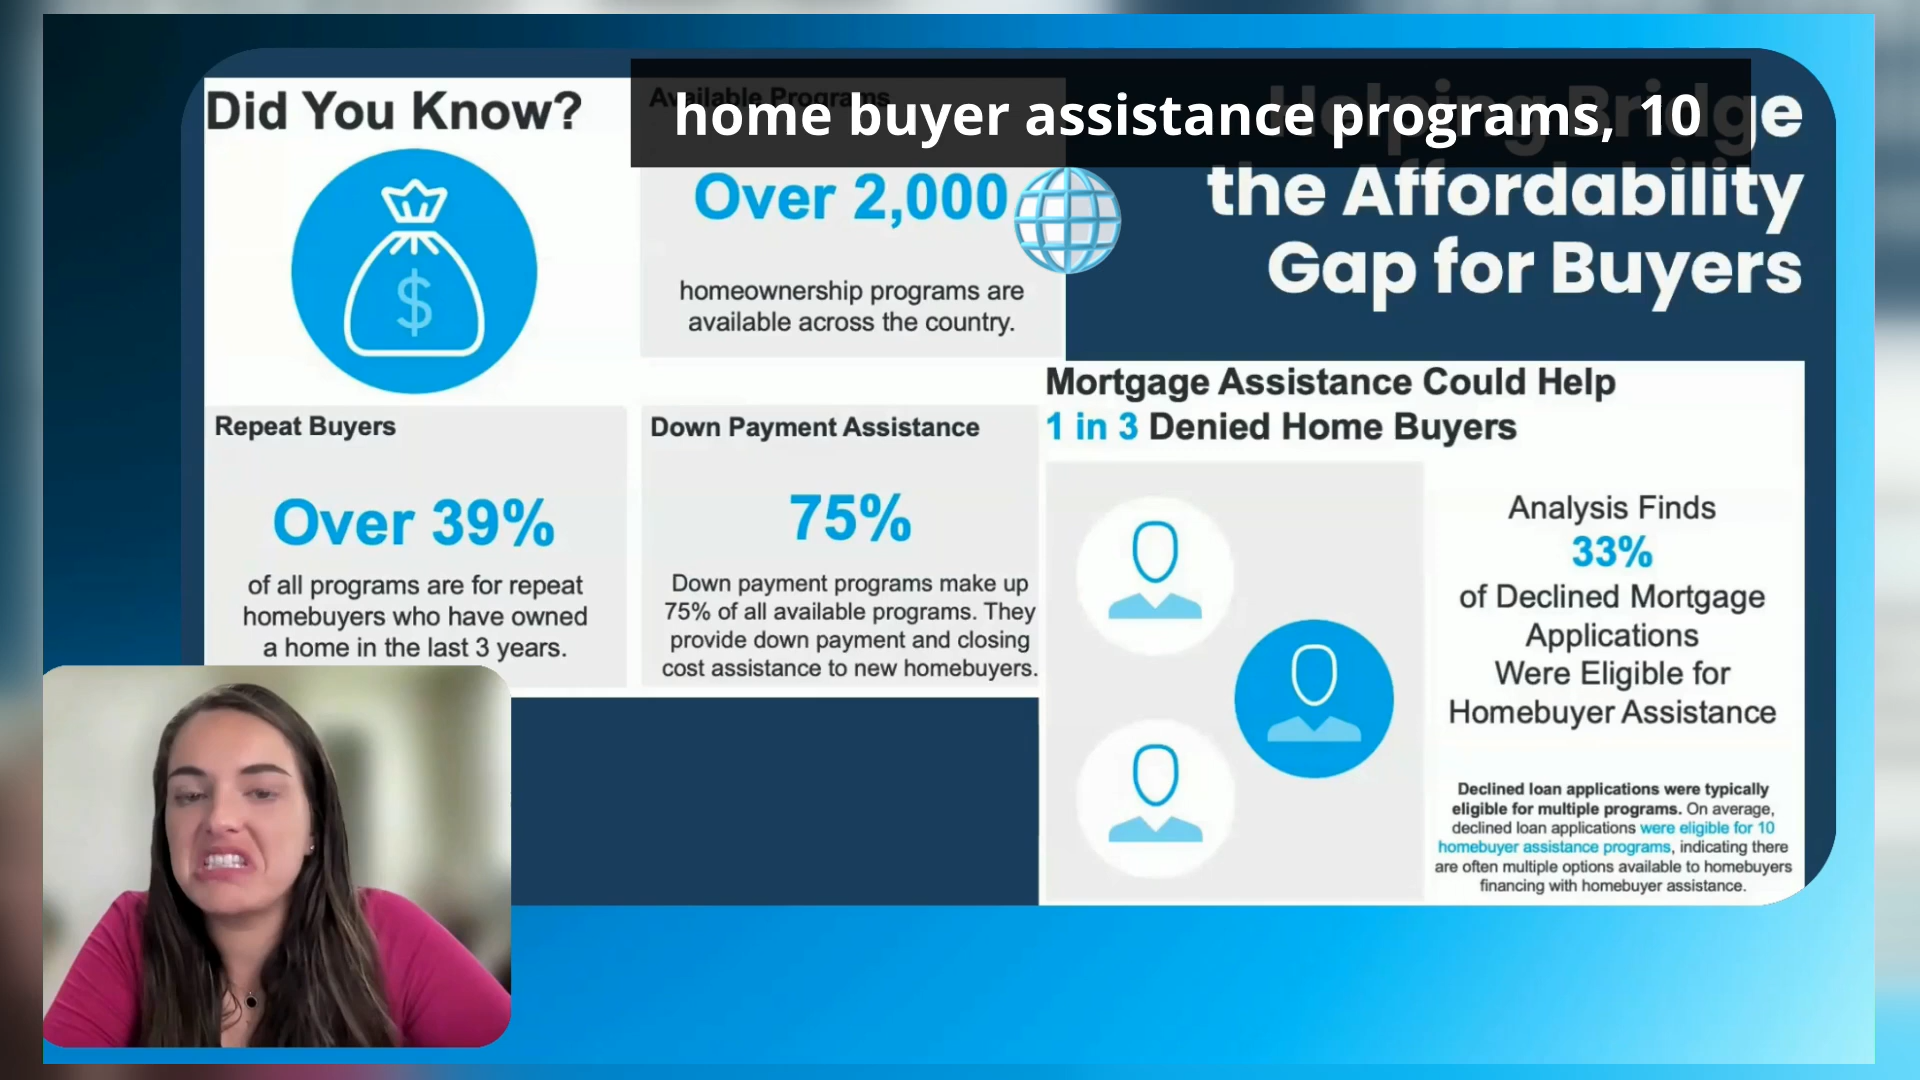 Did You Know?
Available Programs
home buyer assistance programs, 10
Helping Bridge
the Affordability
Gap for Buyers
$
Over 2,000
homeownership programs are
available across the country.
Repeat Buyers
Over 39%
of all programs are for repeat
homebuyers who have owned
a home in the last 3 years.
Down Payment Assistance
75%
Down payment programs make up
75% of all available programs. They
provide down payment and closing
cost assistance to new homebuyers.
Mortgage Assistance Could Help
1 in 3 Denied Home Buyers
Analysis Finds
33%
of Declined Mortgage
Applications
Were Eligible for
Homebuyer Assistance
Declined loan applications were typically
eligible for multiple programs. On average,
declined loan applications were eligible for 10
homebuyer assistance programs, indicating there
are often multiple options available to homebuyers
financing with homebuyer assistance.